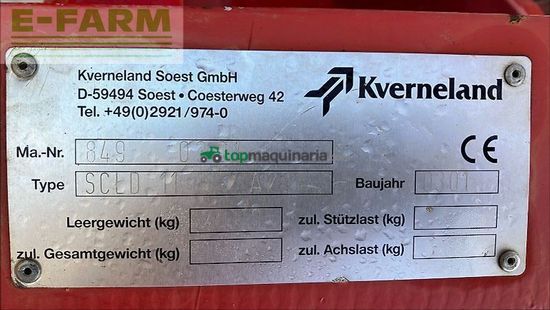 E-FARM
Kverneland Soest GmbH
D-59494 Soest • Coesterweg 42
Tel. +49(0)2921/974-0
Kverneland
Ma.-Nr. 849
topmaquinaria
CE
Type
Baujahr
Leergewicht (kg)
zul. Stützlast (kg)
zul. Gesamtgewicht (kg)
zul. Achslast (kg)